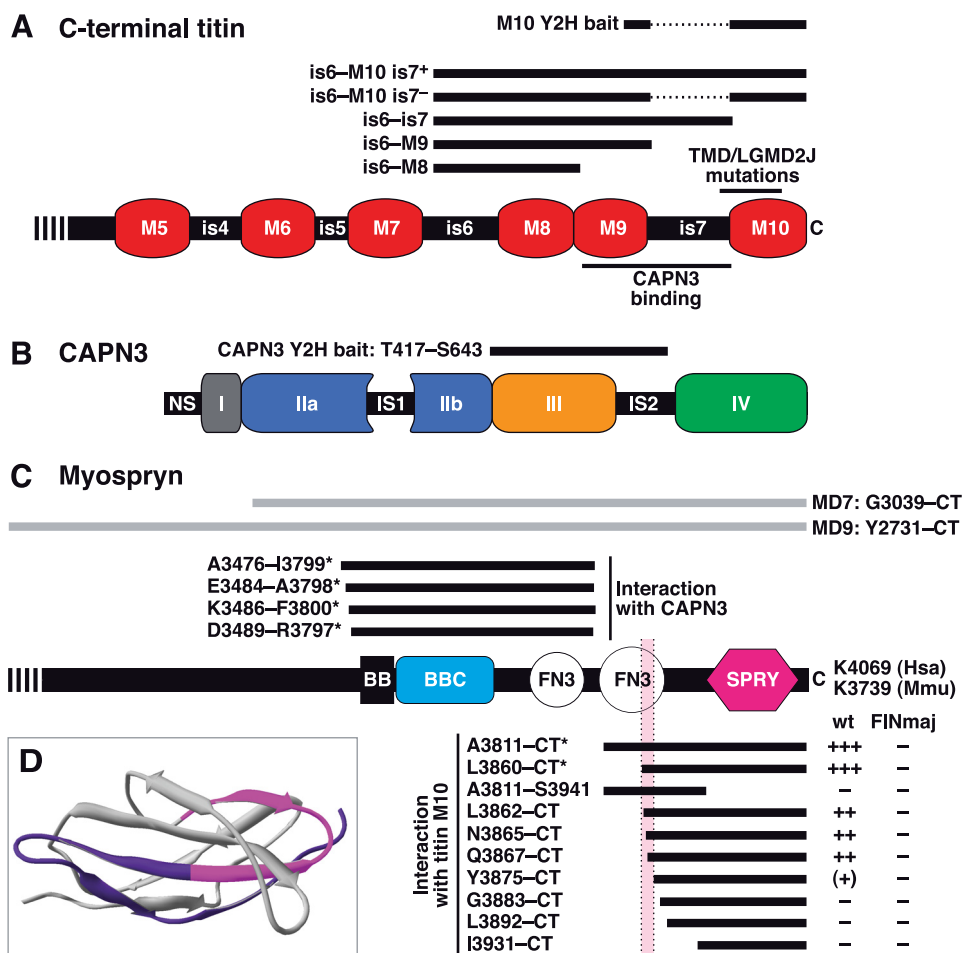 A C-terminal titin
M10 Y2H bait
is6–M10 is7+
is6–M10 is7–
is6–is7
is6–M9
is6–M8
TMD/LGMD2J
mutations
M5 is4 M6 is5 M7 is6 M8 M9 is7 M10 C
CAPN3
binding
B CAPN3
CAPN3 Y2H bait: T417–S643
NS I IIa IS1 IIb III IS2 IV
C Myospryn
MD7: G3039–CT
MD9: Y2731–CT
A3476–I3799*
E3484–A3798*
K3486–F3800*
D3489–R3797*
Interaction
with CAPN3
BB BBC FN3 FN3 SPRY C
K4069 (Hsa)
K3739 (Mmu)
wt FINmaj
Interaction
with titin M10
A3811–CT* +++ –
L3860–CT* +++ –
A3811–S3941 – –
L3862–CT ++ –
N3865–CT ++ –
Q3867–CT ++ –
Y3875–CT (+) –
G3883–CT – –
L3892–CT – –
I3931–CT – –
D